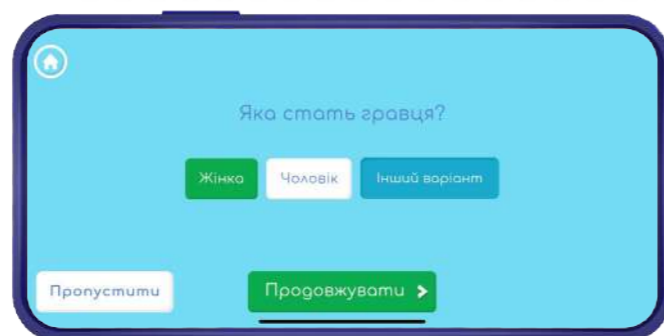 Яка стать гравця?
Жінка
Чоловік
Інший варіант
Пропустити
Продовжувати